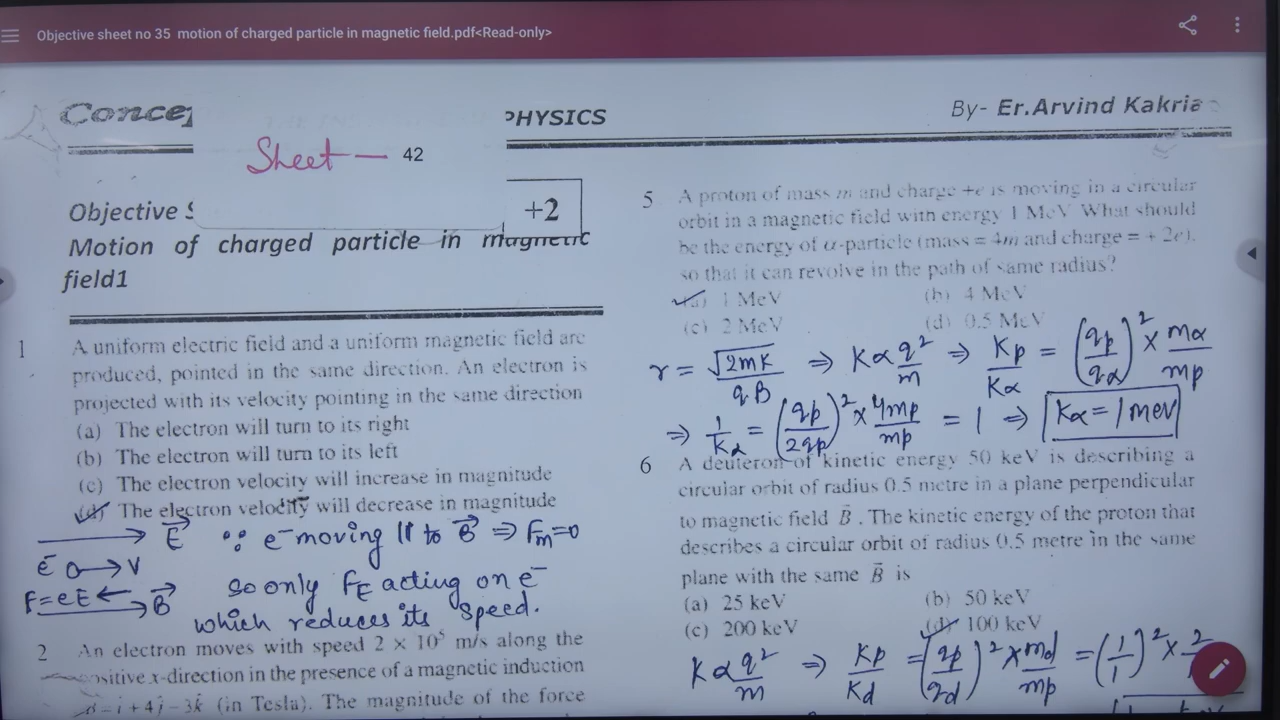 Objective sheet no 35 motion of charged particle in magnetic field.pdf<Read-only>
PHYSICS
By- Er.Arvind Kakria
Sheet — 42
Objective S
+2
Motion of charged particle in magnetic
field1
1 A uniform electric field and a uniform magnetic field are
produced, pointed in the same direction. An electron is
projected with its velocity pointing in the same direction
(a) The electron will turn to its right
(b) The electron will turn to its left
(c) The electron velocity will increase in magnitude
(d) The electron velocity will decrease in magnitude
E⃗ ∵ e⁻ moving || to B⃗ ⇒ Fm=0
e⁻ o→V
so only FE acting on e⁻
F=eE← B⃗
which reduces its speed.
2 An electron moves with speed 2 × 10⁵ m/s along the
positive x-direction in the presence of a magnetic induction
B = i + 4j – 3k (in Tesla). The magnitude of the force
5 A proton of mass m and charge +e is moving in a circular
orbit in a magnetic field with energy 1 MeV What should
be the energy of α-particle (mass = 4m and charge = + 2e),
so that it can revolve in the path of same radius?
(a) 1 MeV (b) 4 MeV
(c) 2 MeV (d) 0.5 MeV
r = √2mK / qB ⇒ K∝ q²/m ⇒ Kp/Kα = (qp/qα)² × mα/mp
⇒ 1/Kα = (qp/2qp)² × 4mp/mp = 1 ⇒ Kα = 1 mev
6 A deuteron of kinetic energy 50 keV is describing a
circular orbit of radius 0.5 metre in a plane perpendicular
to magnetic field B⃗ . The kinetic energy of the proton that
describes a circular orbit of radius 0.5 metre in the same
plane with the same B⃗ is
(a) 25 keV (b) 50 keV
(c) 200 keV (d) 100 keV
K∝ q²/m ⇒ Kp/Kd = (qp/qd)² × md/mp = (1/1)² × 2